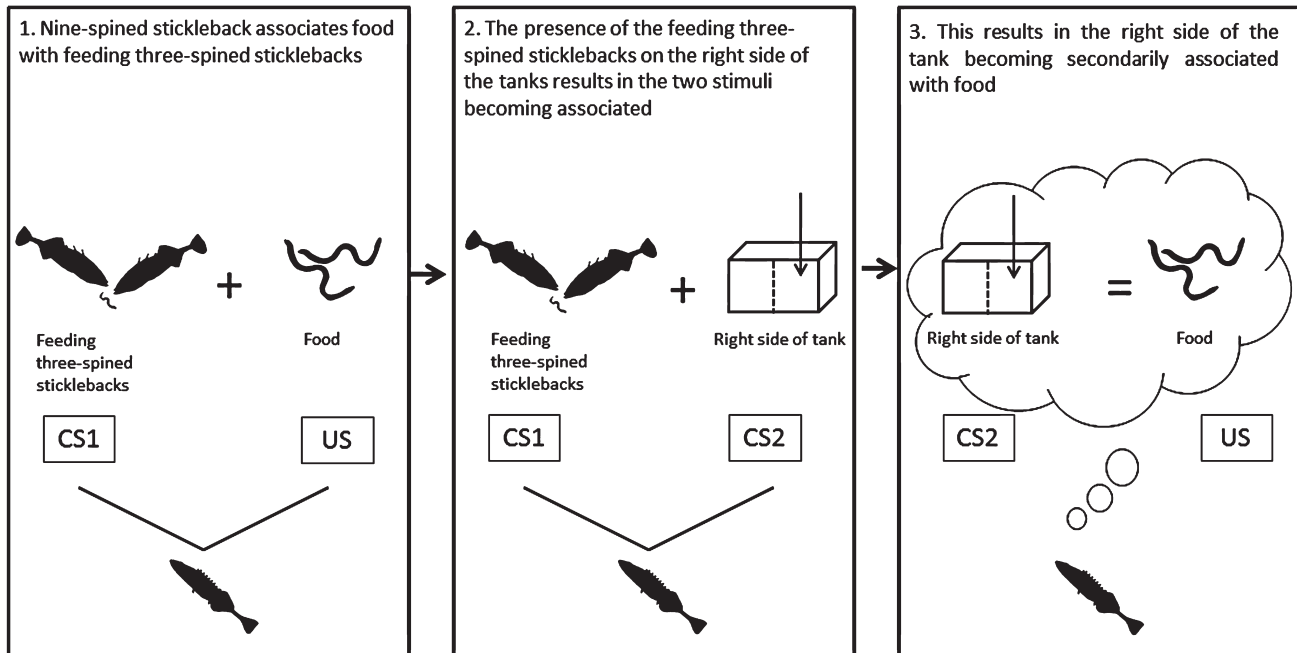 1. Nine-spined stickleback associates food
with feeding three-spined sticklebacks
Feeding
three-spined
sticklebacks
Food
CS1
US
2. The presence of the feeding three-
spined sticklebacks on the right side of
the tanks results in the two stimuli
becoming associated
Feeding
three-spined
sticklebacks
Right side of tank
CS1
CS2
3. This results in the right side of the
tank becoming secondarily associated
with food
Right side of tank
Food
CS2
US